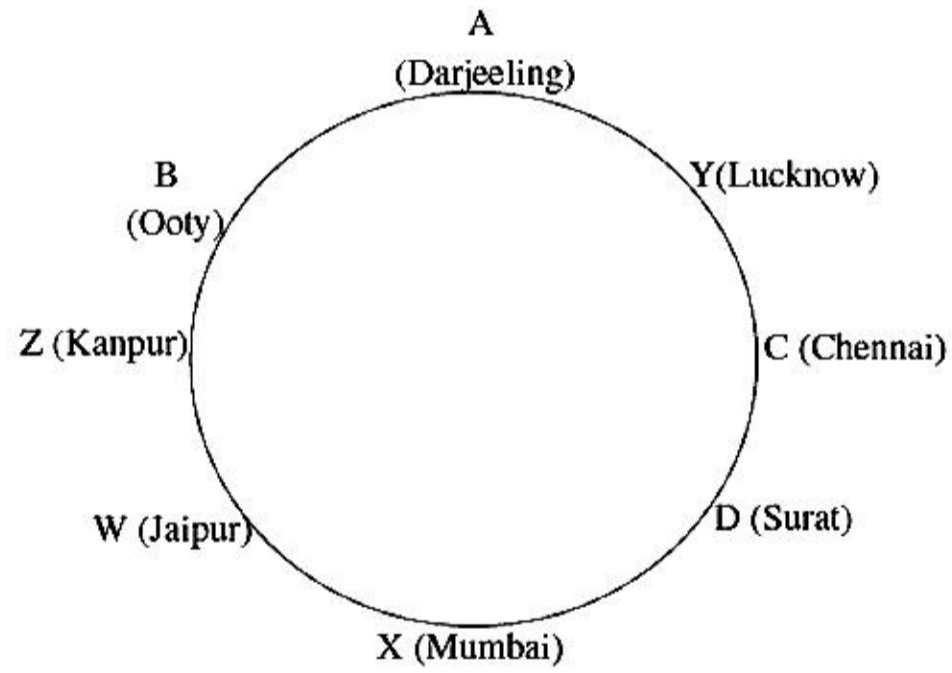 A
(Darjeeling)
B
(Ooty)
Y(Lucknow)
Z (Kanpur)
C (Chennai)
W (Jaipur)
D (Surat)
X (Mumbai)